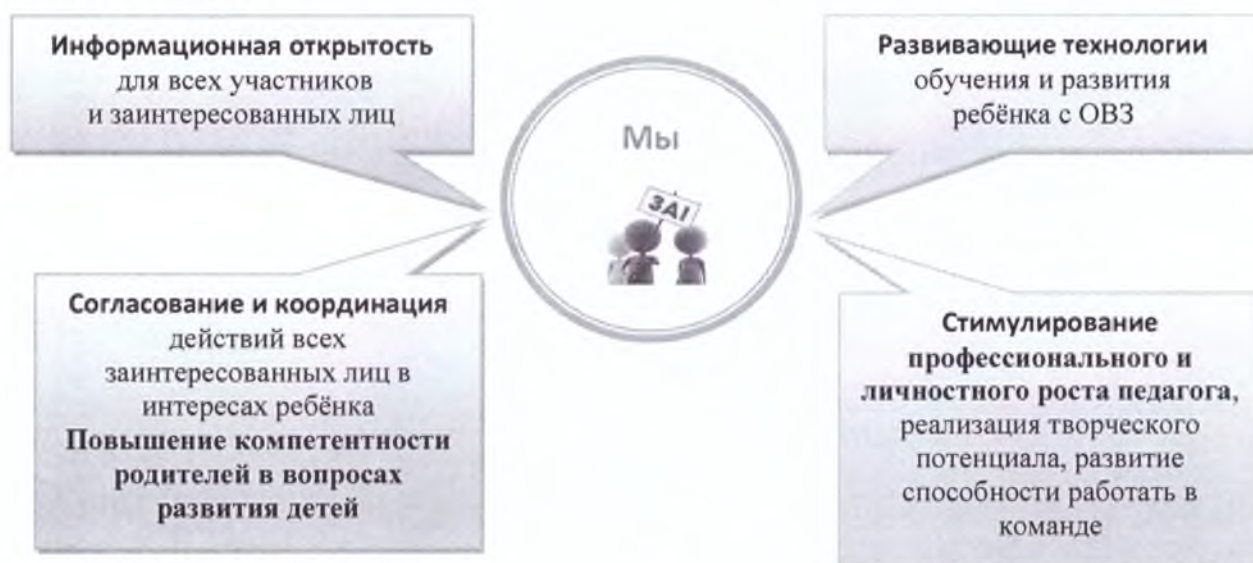 Информационная открытость
для всех участников
и заинтересованных лиц
Мы
ЗА!
Развивающие технологии
обучения и развития
ребёнка с ОВЗ
Согласование и координация
действий всех
заинтересованных лиц в
интересах ребёнка
Повышение компетентности
родителей в вопросах
развития детей
Стимулирование
профессионального и
личностного роста педагога,
реализация творческого
потенциала, развитие
способности работать в
команде